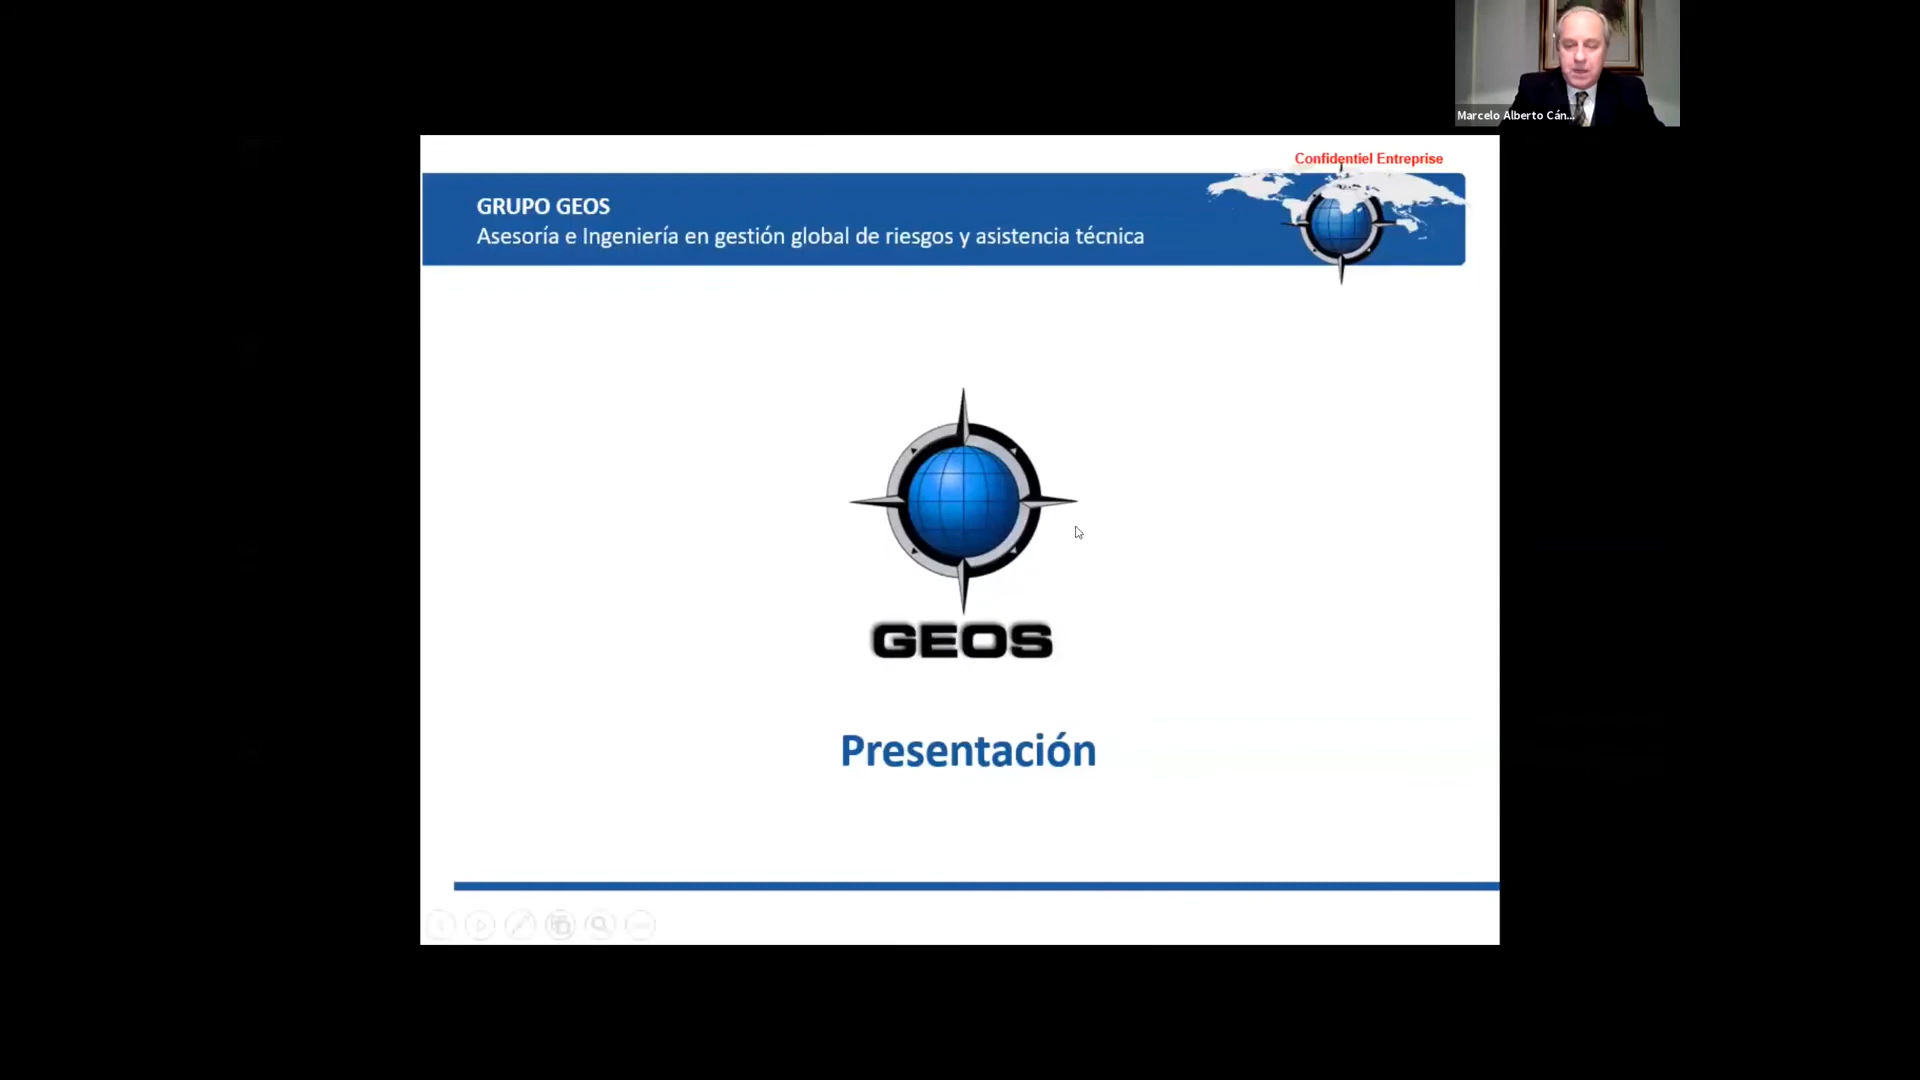 Marcelo Alberto Cán...
Confidentiel Entreprise
GRUPO GEOS
Asesoría e Ingeniería en gestión global de riesgos y asistencia técnica
GEOS
Presentación